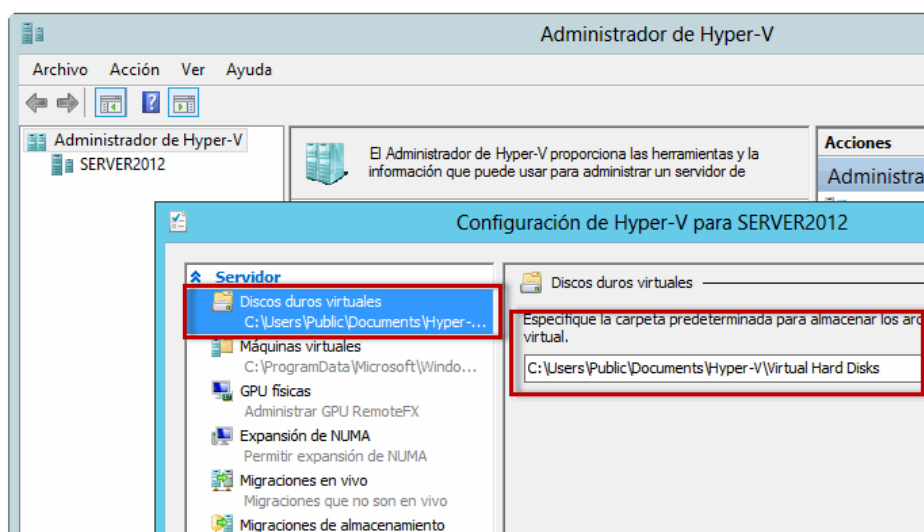 Administrador de Hyper-V
Archivo Acción Ver Ayuda
Administrador de Hyper-V
SERVER2012
El Administrador de Hyper-V proporciona las herramientas y la
información que puede usar para administrar un servidor de
Acciones
Administra
Configuración de Hyper-V para SERVER2012
Servidor
Discos duros virtuales
C:\Users\Public\Documents\Hyper-...
Máquinas virtuales
C:\ProgramData\Microsoft\Windo...
GPU físicas
Administrar GPU RemoteFX
Expansión de NUMA
Permitir expansión de NUMA
Migraciones en vivo
Migraciones que no son en vivo
Migraciones de almacenamiento
Discos duros virtuales
Especifique la carpeta predeterminada para almacenar los arc
virtual.
C:\Users\Public\Documents\Hyper-V\Virtual Hard Disks